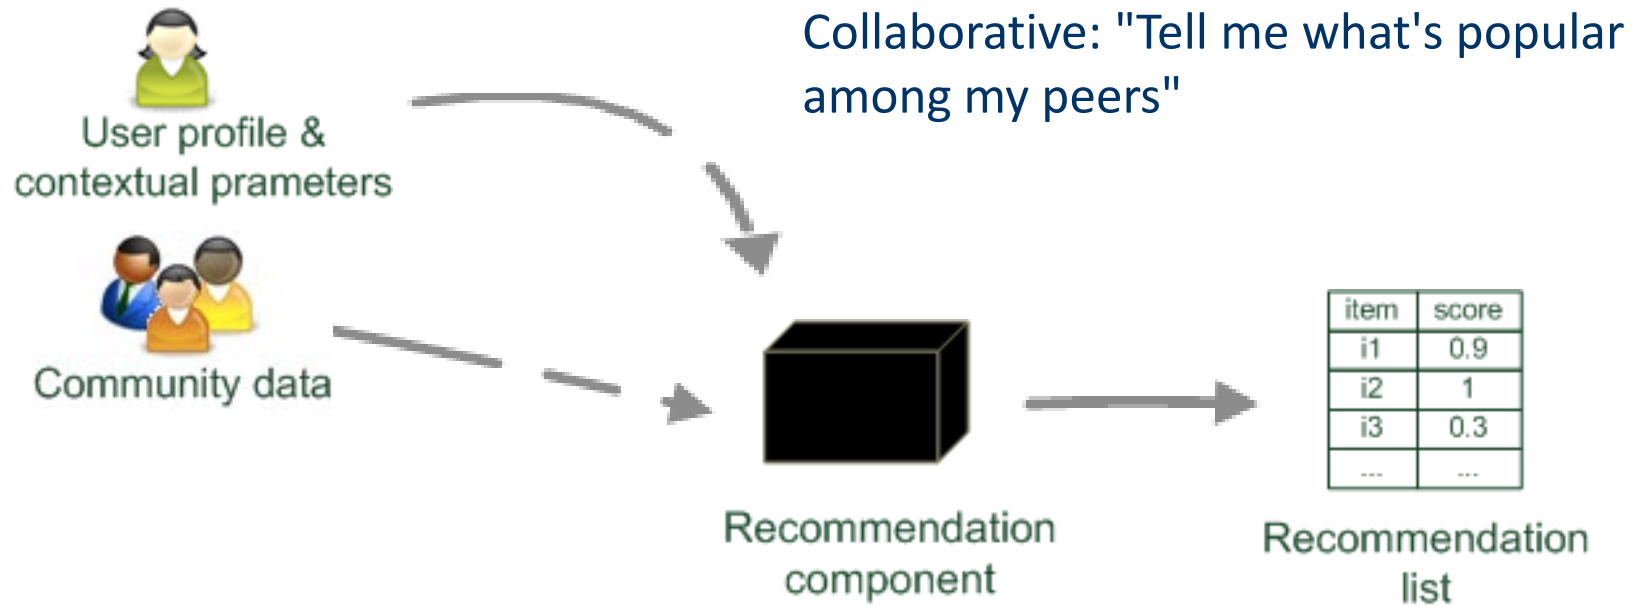 Collaborative: "Tell me what's popular
among my peers"
User profile &
contextual prameters
Community data
item score
i1 0.9
i2 1
i3 0.3
... ...
Recommendation
component
Recommendation
list